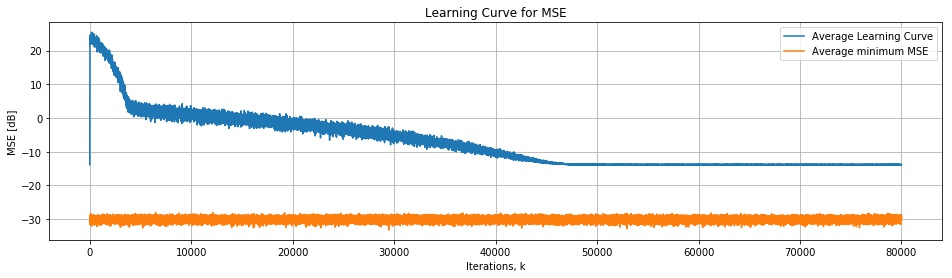 Learning Curve for MSE
Average Learning Curve
Average minimum MSE
MSE [dB]
20
10
0
−10
−20
−30
0 10000 20000 30000 40000 50000 60000 70000 80000
Iterations, k